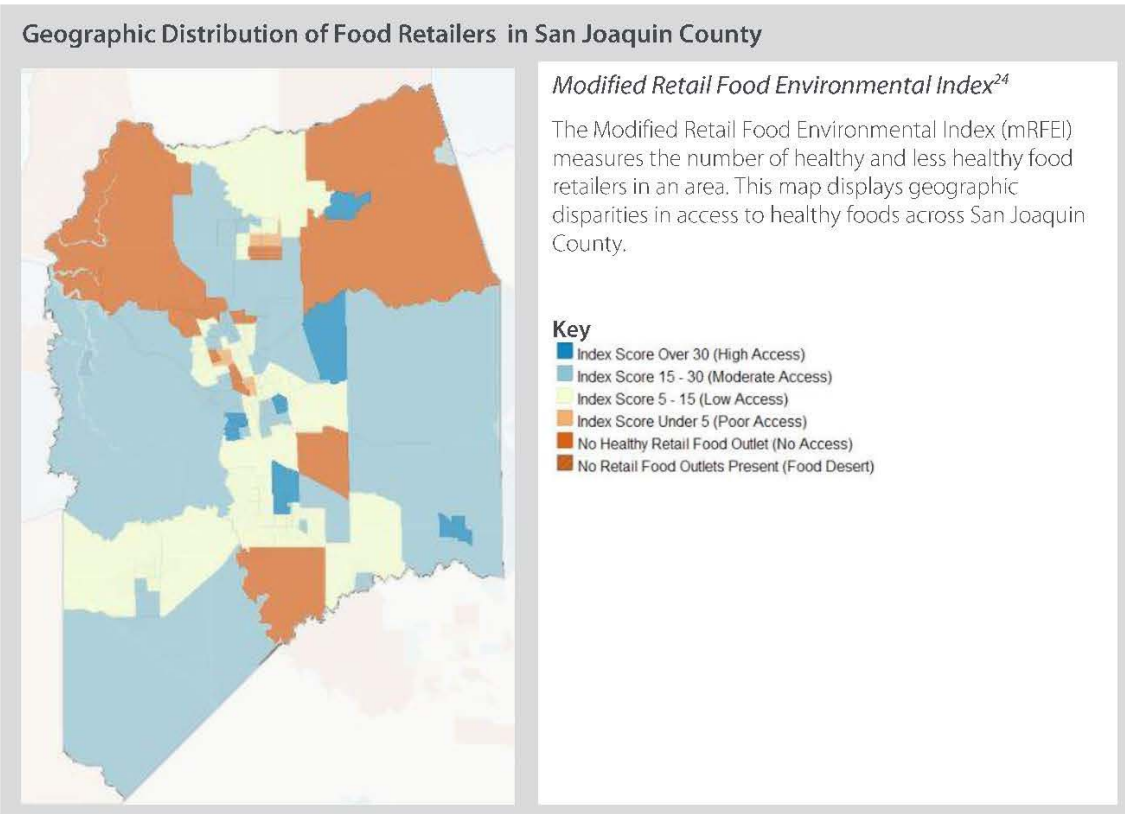 Geographic Distribution of Food Retailers in San Joaquin County
Modified Retail Food Environmental Index24
The Modified Retail Food Environmental Index (mRFEI)
measures the number of healthy and less healthy food
retailers in an area. This map displays geographic
disparities in access to healthy foods across San Joaquin
County.
Key
Index Score Over 30 (High Access)
Index Score 15 - 30 (Moderate Access)
Index Score 5 - 15 (Low Access)
Index Score Under 5 (Poor Access)
No Healthy Retail Food Outlet (No Access)
No Retail Food Outlets Present (Food Desert)